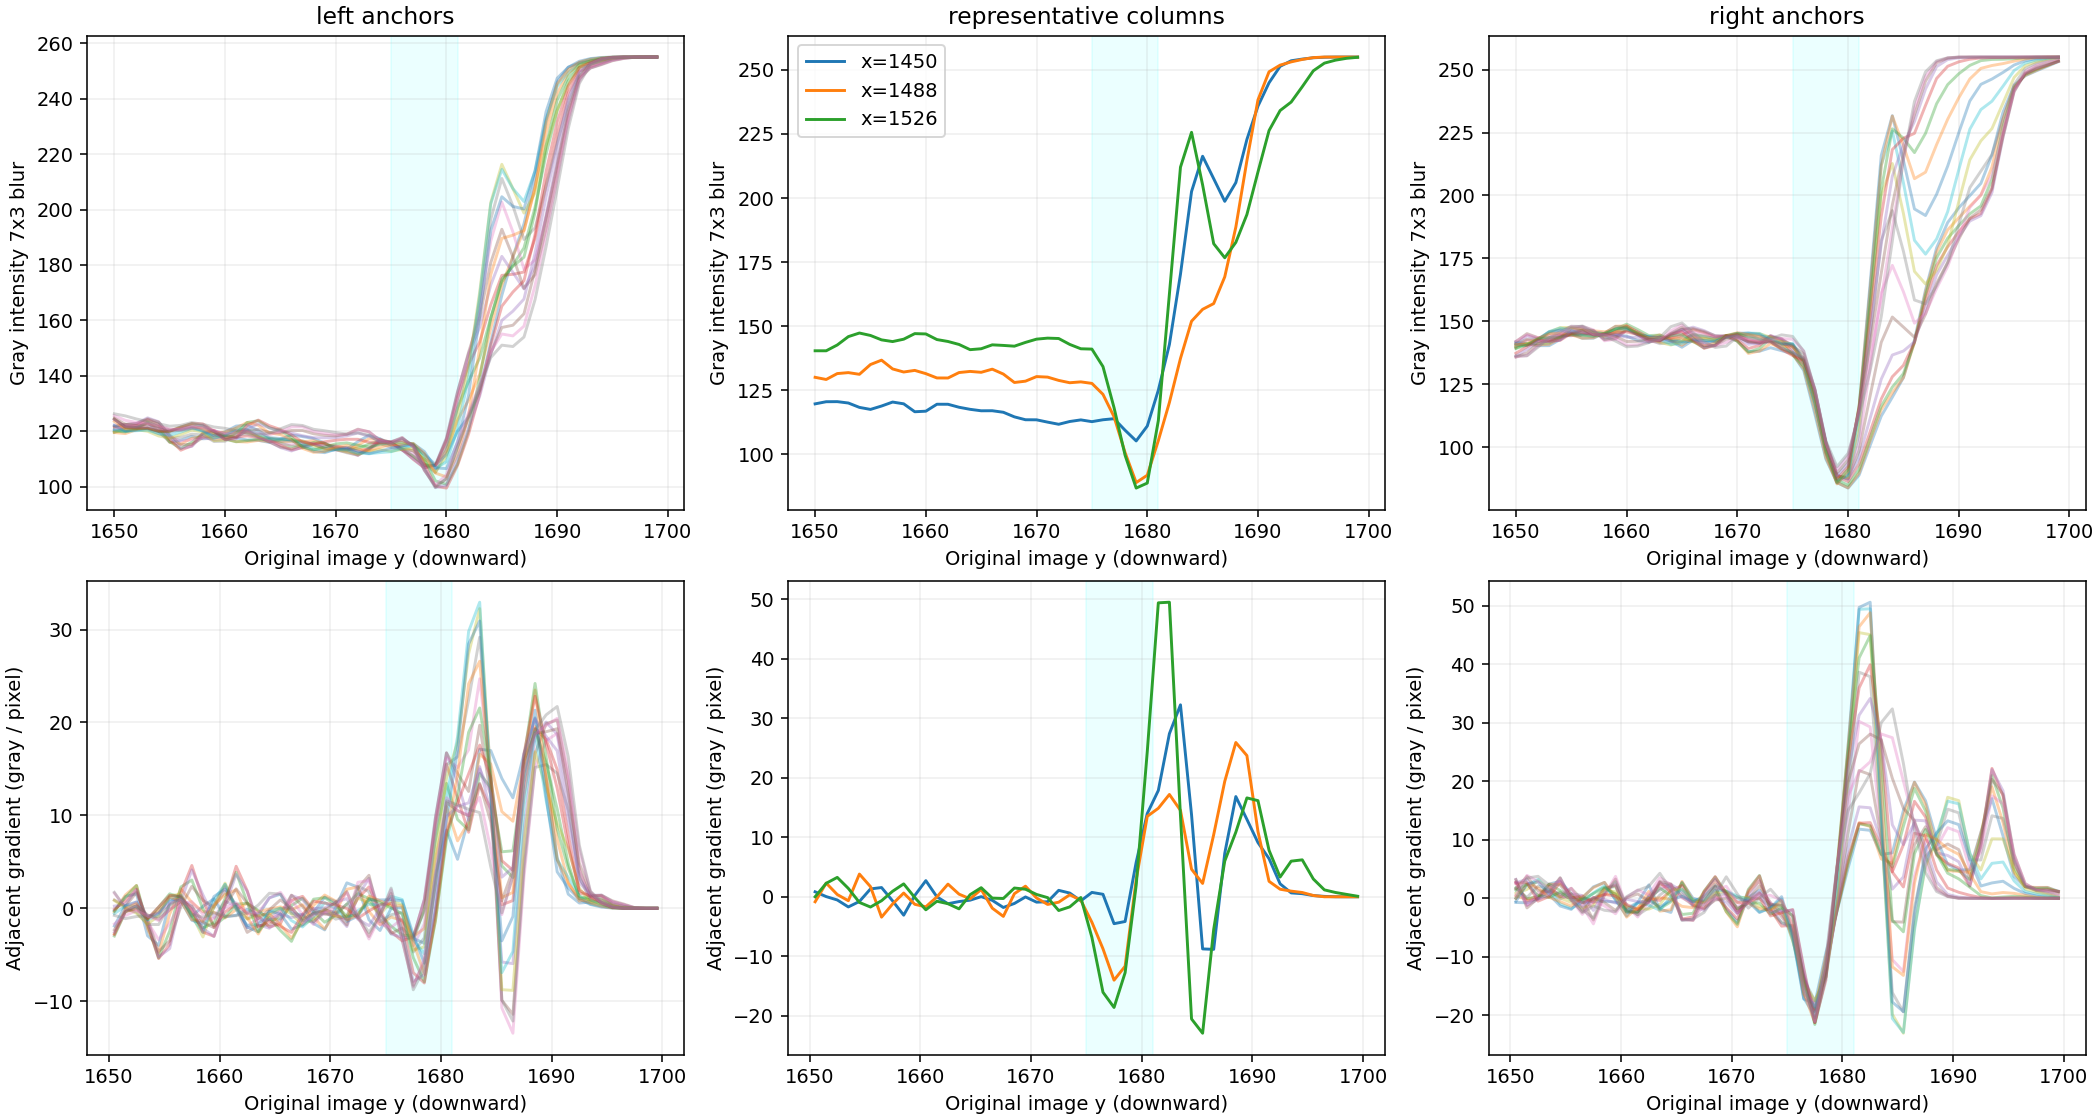 left anchors
Gray intensity 7x3 blur
260
240
220
200
180
160
140
120
100
1650 1660 1670 1680 1690 1700
Original image y (downward)
representative columns
Gray intensity 7x3 blur
250
225
200
175
150
125
100
x=1450
x=1488
x=1526
1650 1660 1670 1680 1690 1700
Original image y (downward)
right anchors
Gray intensity 7x3 blur
250
225
200
175
150
125
100
1650 1660 1670 1680 1690 1700
Original image y (downward)
Adjacent gradient (gray / pixel)
30
20
10
0
−10
1650 1660 1670 1680 1690 1700
Original image y (downward)
Adjacent gradient (gray / pixel)
50
40
30
20
10
0
−10
−20
1650 1660 1670 1680 1690 1700
Original image y (downward)
Adjacent gradient (gray / pixel)
50
40
30
20
10
0
−10
−20
1650 1660 1670 1680 1690 1700
Original image y (downward)